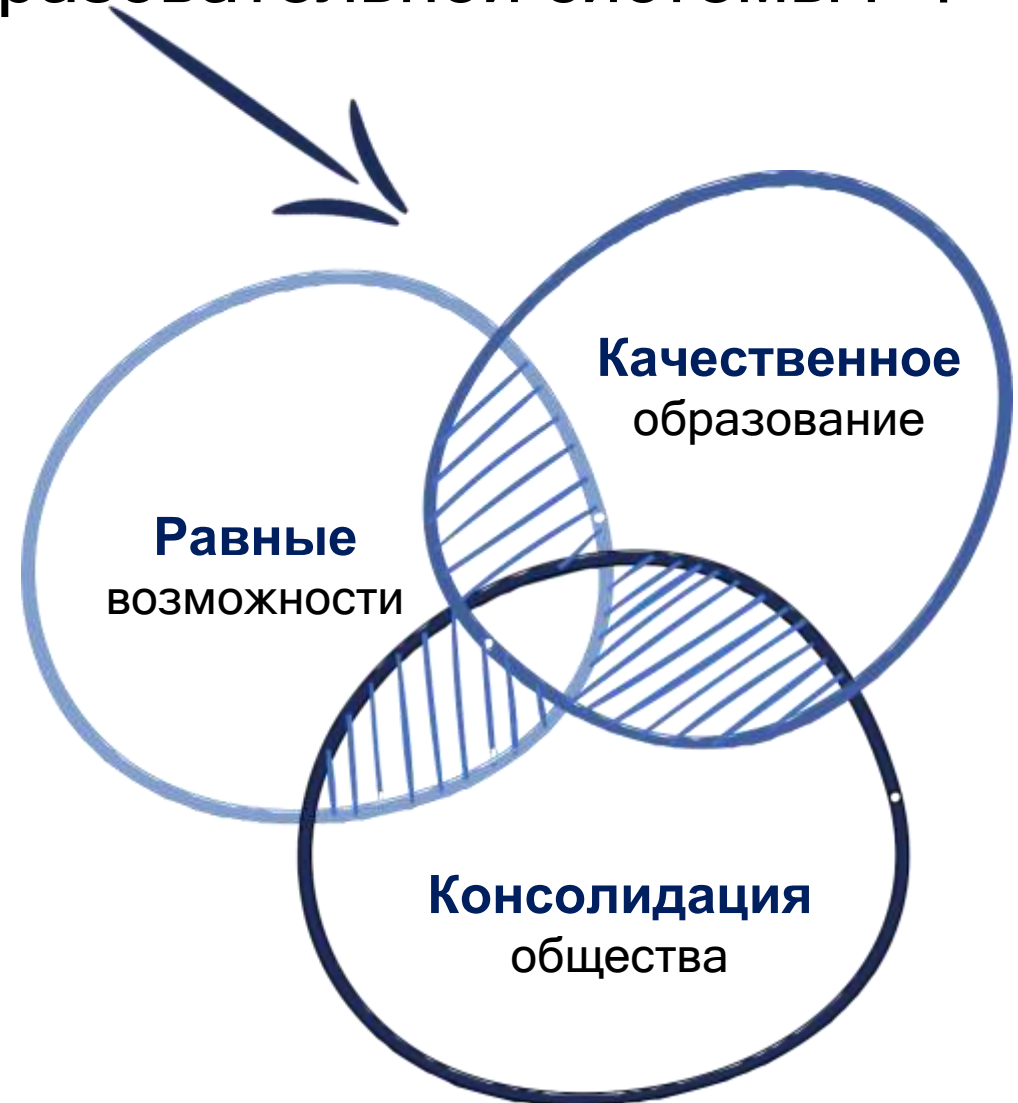 Качественное
образование
Равные
возможности
Консолидация
общества